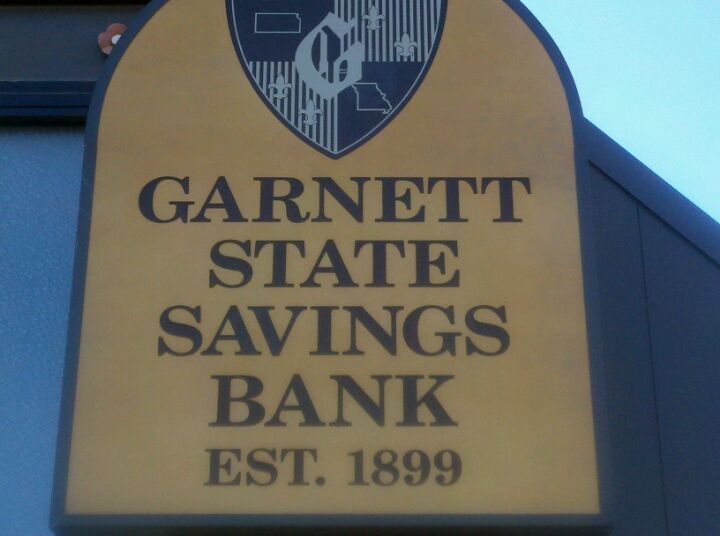 G
GARNETT
STATE
SAVINGS
BANK
EST. 1899